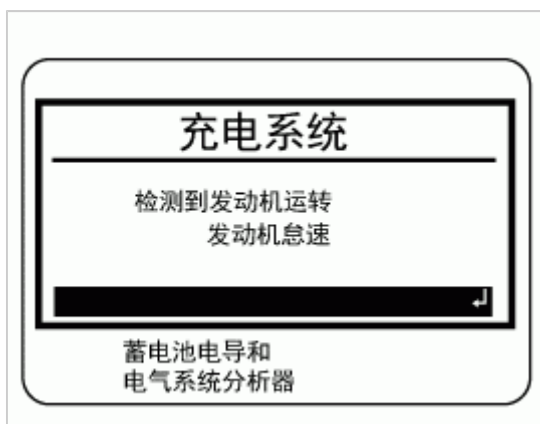 充电系统
检测到发动机运转
发动机怠速
蓄电池电导和
电气系统分析器